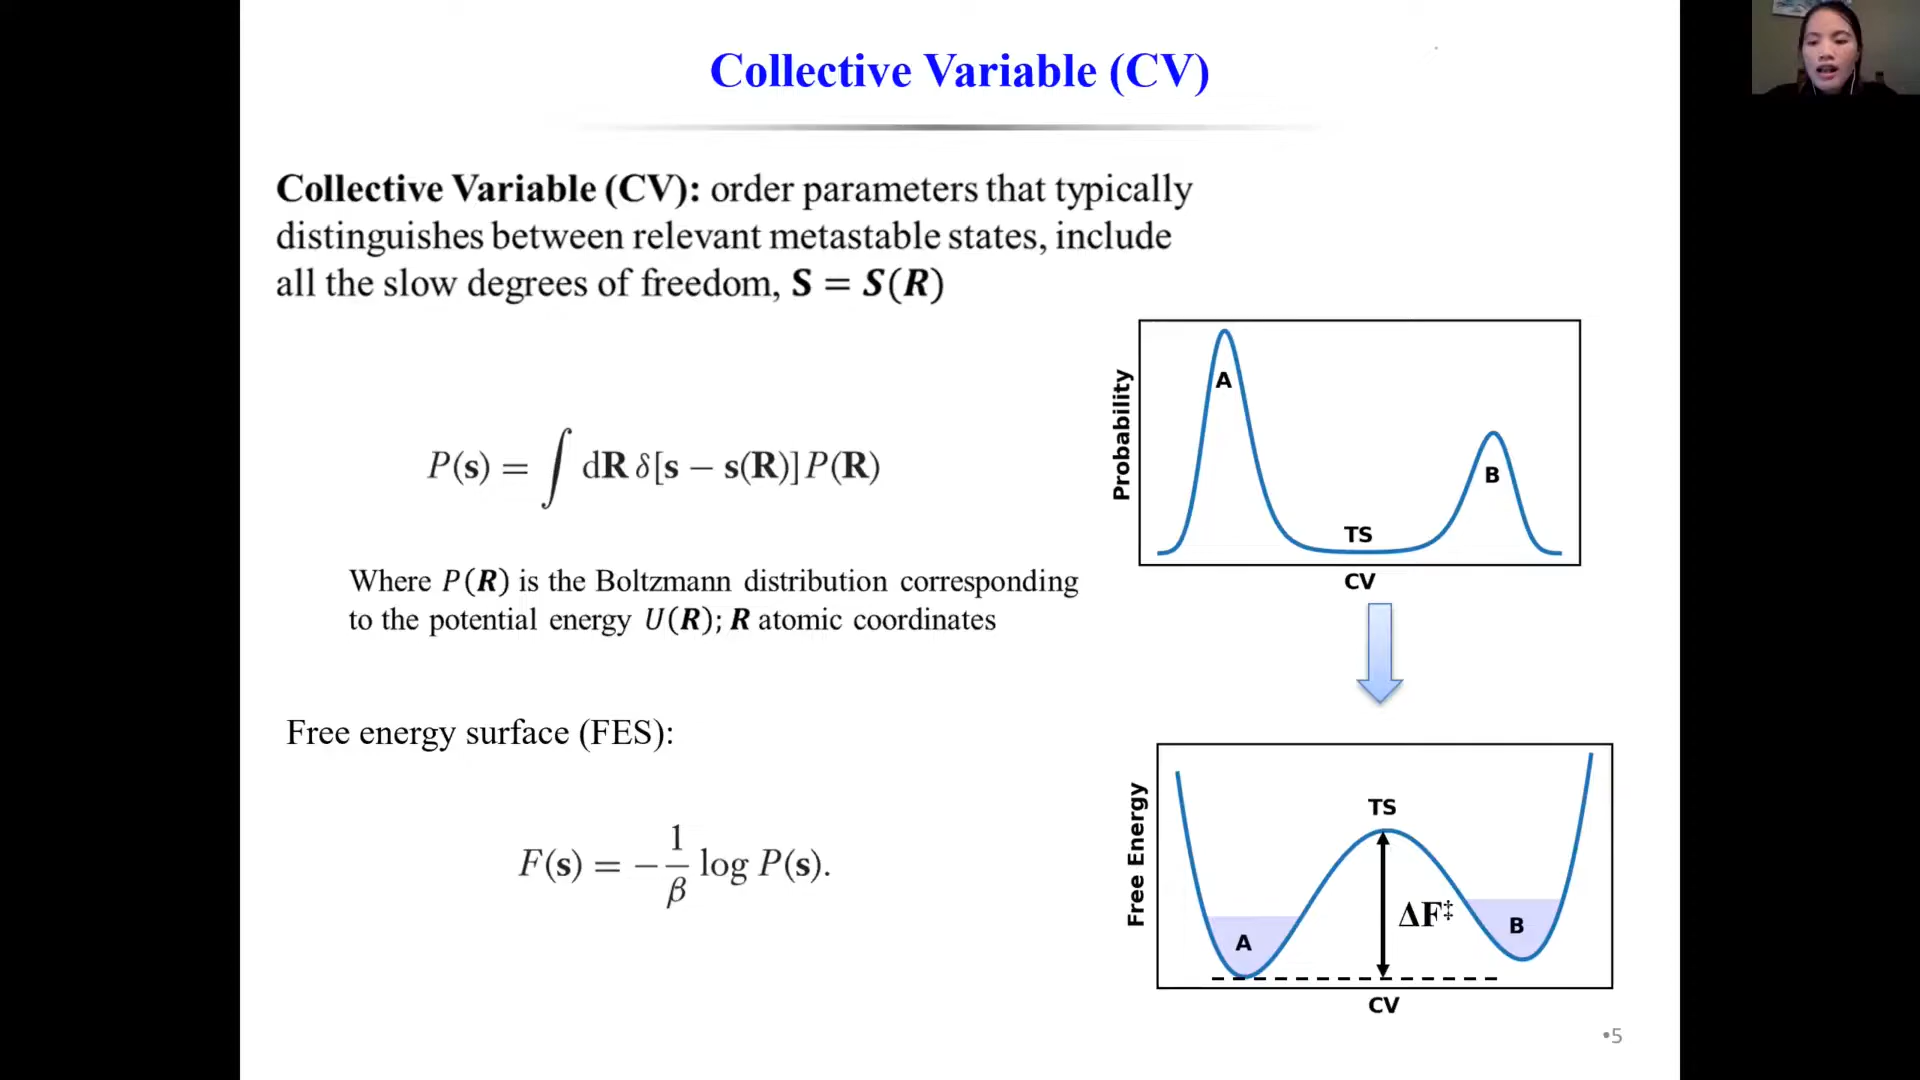 Collective Variable (CV)
Collective Variable (CV): order parameters that typically
distinguishes between relevant metastable states, include
all the slow degrees of freedom, S = S(R)
P(s) = ∫ dR δ[s − s(R)] P(R)
Where P(R) is the Boltzmann distribution corresponding
to the potential energy U(R); R atomic coordinates
Free energy surface (FES):
F(s) = −1/β log P(s).
Probability
A
B
TS
CV
Free Energy
TS
ΔF‡
A
B
CV
•5